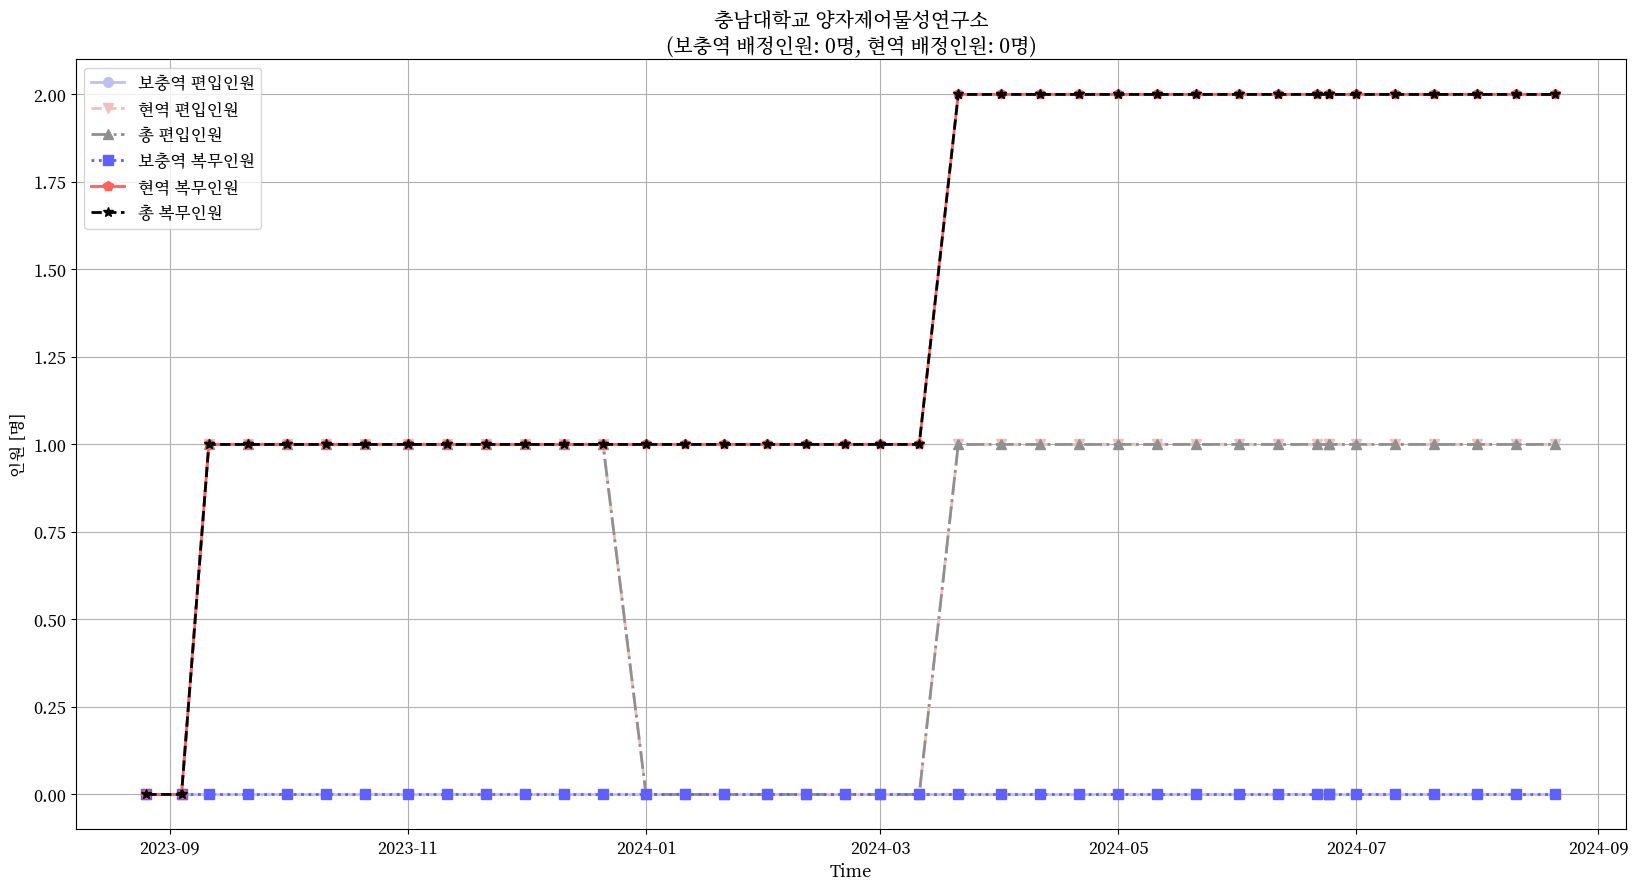 충남대학교 양자제어물성연구소
(보충역 배정인원: 0명, 현역 배정인원: 0명)
보충역 편입인원
현역 편입인원
총 편입인원
보충역 복무인원
현역 복무인원
총 복무인원
2.00
1.75
1.50
1.25
1.00
0.75
0.50
0.25
0.00
인원 [명]
2023-09
2023-11
2024-01
2024-03
2024-05
2024-07
2024-09
Time